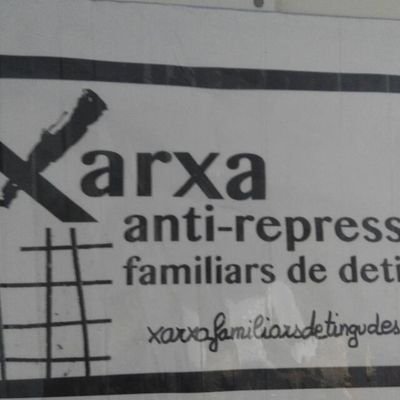 Xarxa
anti-repress
familiars de deti
xarxafamiliarsdetingudes